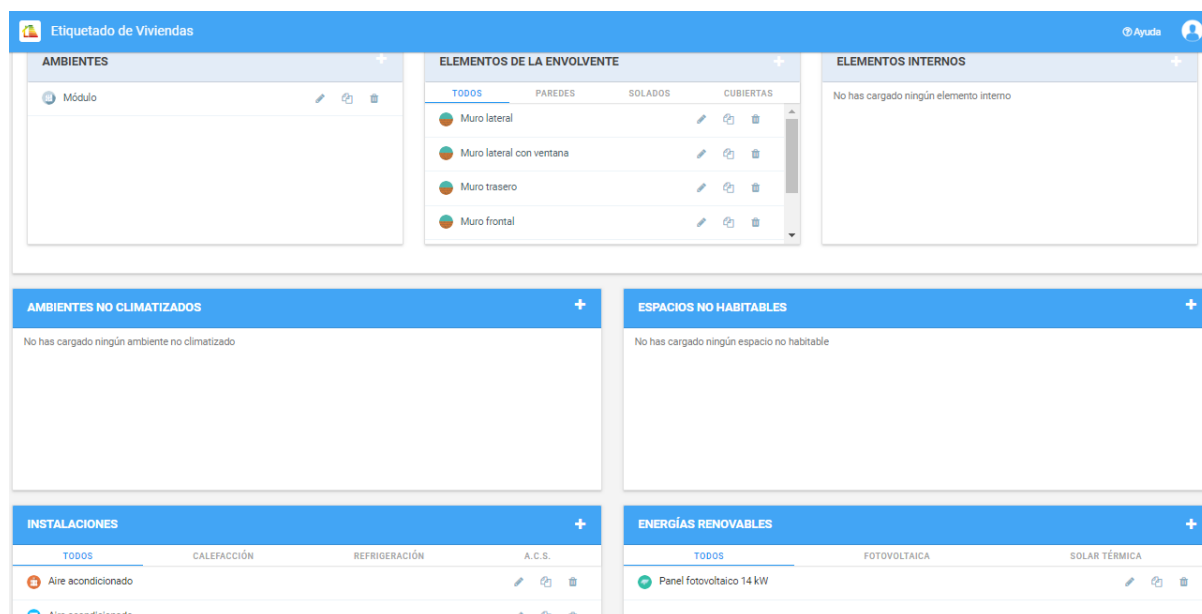 Etiquetado de Viviendas
Ayuda
AMBIENTES
Módulo
ELEMENTOS DE LA ENVOLVENTE
TODOS PAREDES SOLADOS CUBIERTAS
Muro lateral
Muro lateral con ventana
Muro trasero
Muro frontal
ELEMENTOS INTERNOS
No has cargado ningún elemento interno
AMBIENTES NO CLIMATIZADOS
No has cargado ningún ambiente no climatizado
ESPACIOS NO HABITABLES
No has cargado ningún espacio no habitable
INSTALACIONES
TODOS CALEFACCIÓN REFRIGERACIÓN A.C.S.
Aire acondicionado
Aire acondicionado
ENERGÍAS RENOVABLES
TODOS FOTOVOLTAICA SOLAR TÉRMICA
Panel fotovoltaico 14 kW